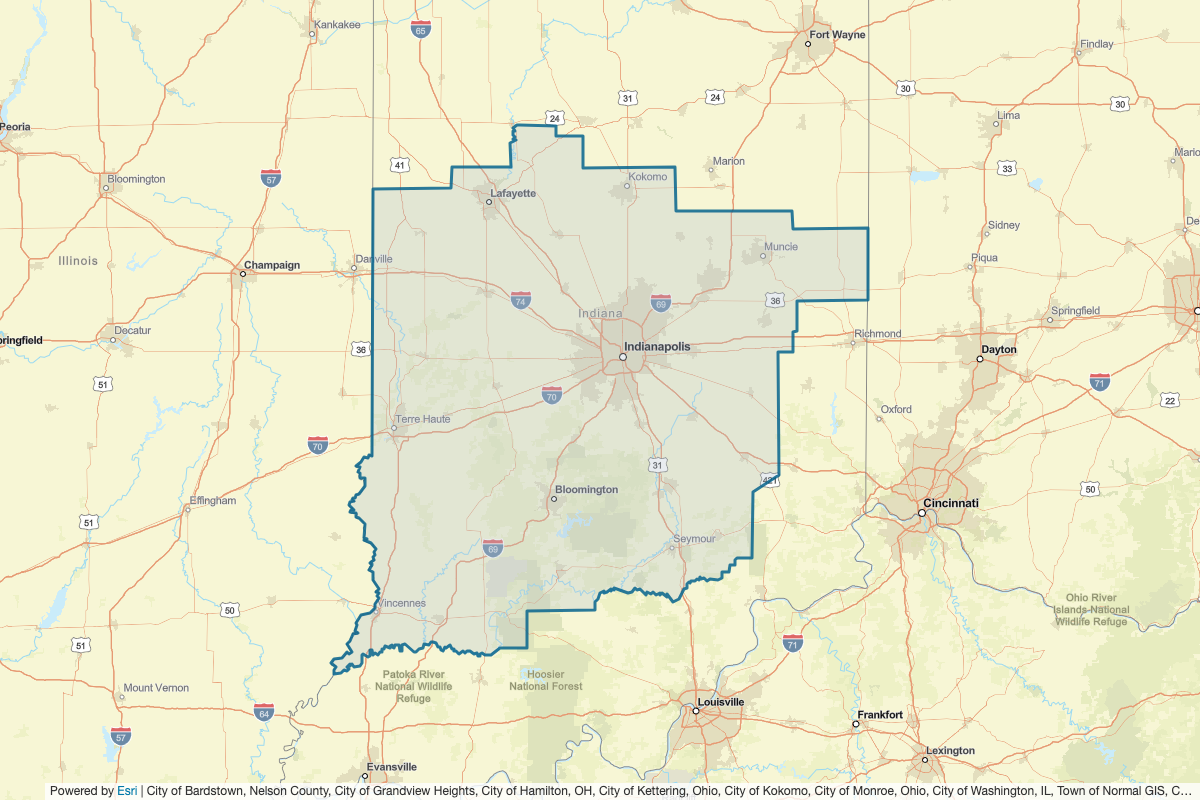 Kankakee
65
Fort Wayne
Findlay
30
31
24
30
24
Lima
Peoria
41
Marion
Mario
33
57
Bloomington
Kokomo
Lafayette
Sidney
De
Muncie
Illinois
Danville
Champaign
Piqua
74
69
36
Indiana
Springfield
Decatur
Richmond
pringfield
36
Indianapolis
Dayton
51
71
70
22
Oxford
Terre Haute
70
31
421
Bloomington
50
Effingham
Cincinnati
51
Seymour
69
Ohio River
Islands National
Wildlife Refuge
50
Vincennes
51
71
Patoka River
National Wildlife
Refuge
Hoosier
National Forest
Mount Vernon
Louisville
64
Frankfort
57
Lexington
Evansville
Powered by Esri | City of Bardstown, Nelson County, City of Grandview Heights, City of Hamilton, OH, City of Kettering, Ohio, City of Kokomo, City of Monroe, Ohio, City of Washington, IL, Town of Normal GIS, C...